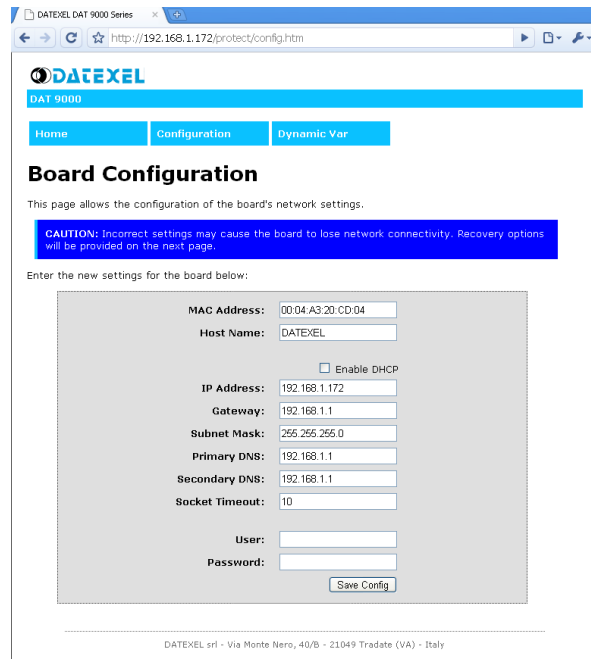 DATEXEL DAT 9000 Series
http://192.168.1.172/protect/config.htm
DATEXEL
DAT 9000
Home Configuration Dynamic Var
Board Configuration
This page allows the configuration of the board's network settings.
CAUTION: Incorrect settings may cause the board to lose network connectivity. Recovery options
will be provided on the next page.
Enter the new settings for the board below:
MAC Address: 00:04:A3:20:CD:04
Host Name: DATEXEL
Enable DHCP
IP Address: 192.168.1.172
Gateway: 192.168.1.1
Subnet Mask: 255.255.255.0
Primary DNS: 192.168.1.1
Secondary DNS: 192.168.1.1
Socket Timeout: 10
User:
Password:
Save Config
DATEXEL srl - Via Monte Nero, 40/B - 21049 Tradate (VA) - Italy